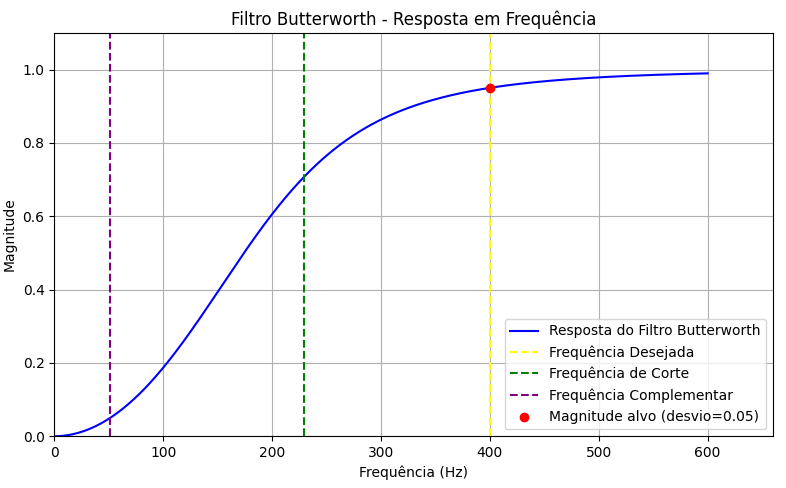 Filtro Butterworth - Resposta em Frequência
Magnitude
1.0
0.8
0.6
0.4
0.2
0.0
0
100
200
300
400
500
600
Frequência (Hz)
Resposta do Filtro Butterworth
Frequência Desejada
Frequência de Corte
Frequência Complementar
Magnitude alvo (desvio=0.05)